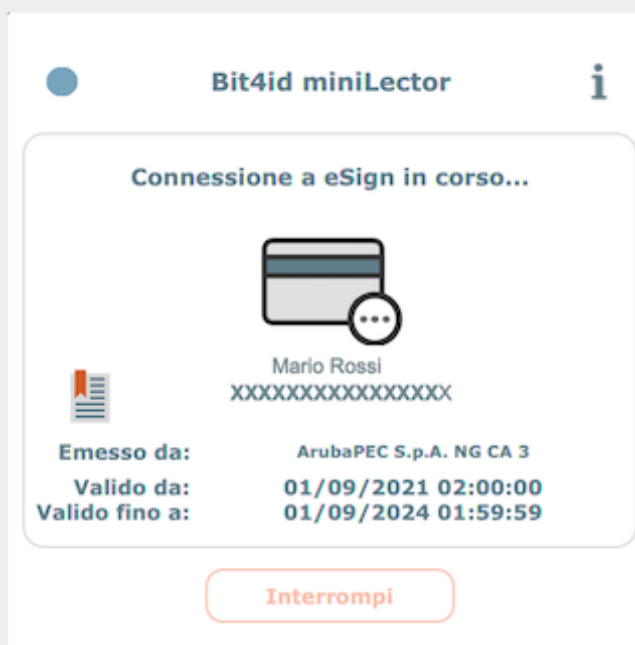 Bit4id miniLector
Connessione a eSign in corso...
Mario Rossi
XXXXXXXXXXXXXXXX
Emesso da: ArubaPEC S.p.A. NG CA 3
Valido da: 01/09/2021 02:00:00
Valido fino a: 01/09/2024 01:59:59
Interrompi